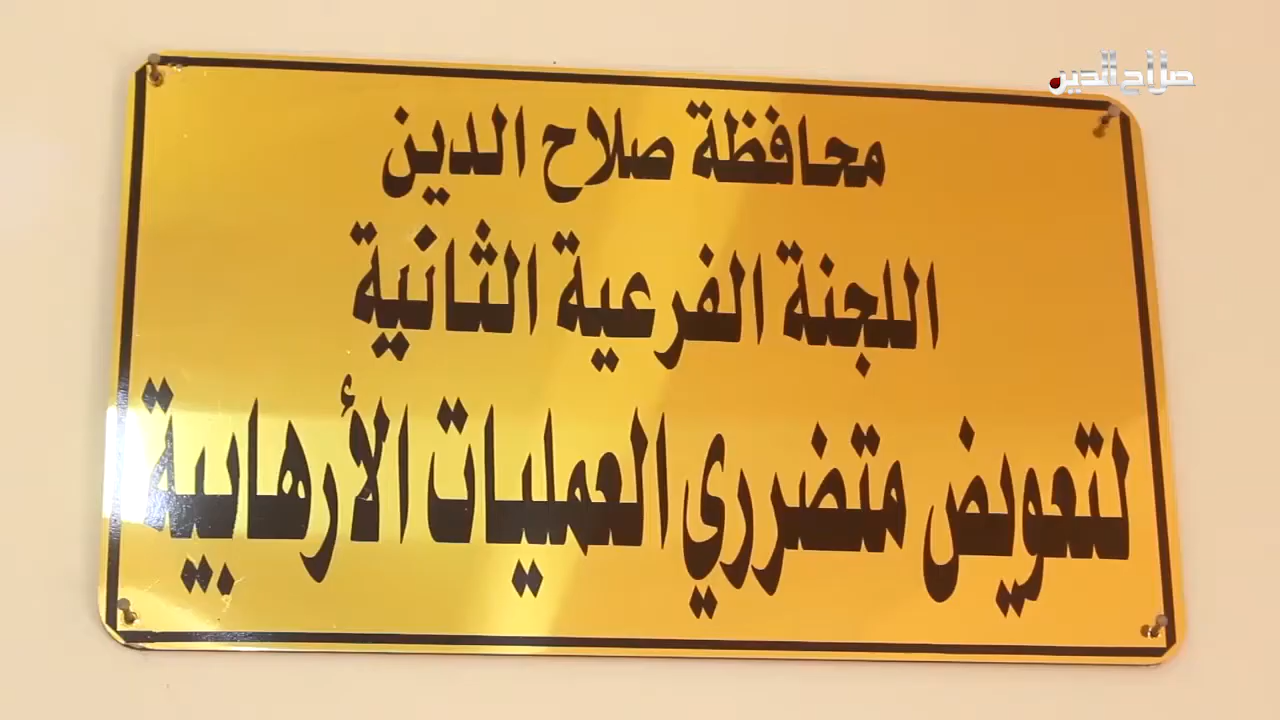 صلاح الدين
محافظة صلاح الدين
اللجنة الفرعية الثانية
لتعويض متضرري العمليات الأرهابية